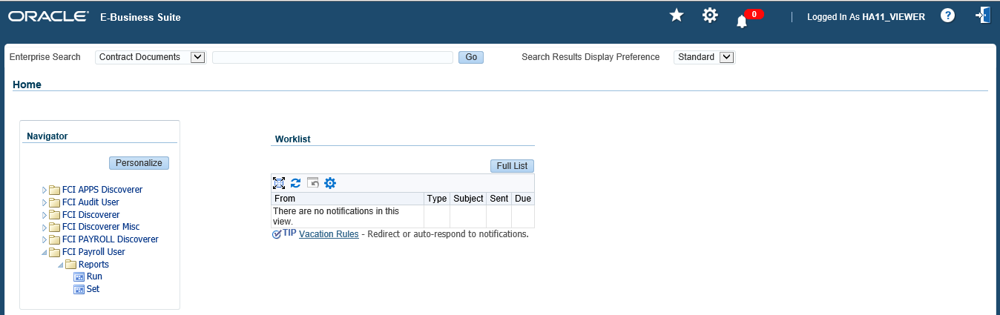 ORACLE® E-Business Suite 0 Logged In As HA11_VIEWER ?
Enterprise Search Contract Documents Go Search Results Display Preference Standard
Home
Navigator
Personalize
FCI APPS Discoverer
FCI Audit User
FCI Discoverer
FCI Discoverer Misc
FCI PAYROLL Discoverer
FCI Payroll User
Reports
Run
Set
Worklist
Full List
From Type Subject Sent Due
There are no notifications in this
view.
TIP Vacation Rules - Redirect or auto-respond to notifications.